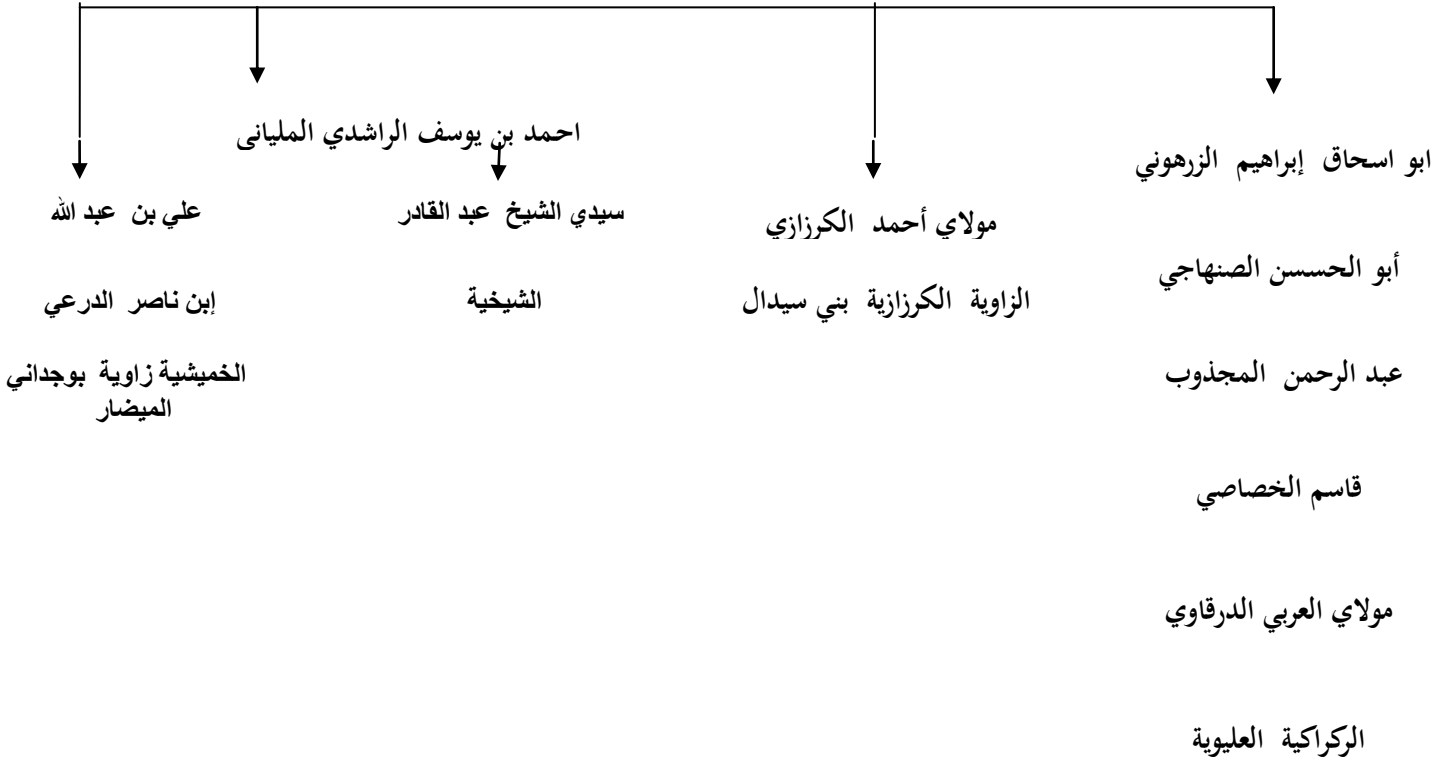 ابو اسحاق إبراهيم الزرهوني
أبو الحسسن الصنهاجي
عبد الرحمن المجذوب
قاسم الخصاصي
مولاي العربي الدرقاوي
الركراكية العليوية
مولاي أحمد الكرزازي
الزاوية الكرزازية بني سيدال
احمد بن يوسف الراشدي المليانى
سيدي الشيخ عبد القادر
الشيخية
علي بن عبد الله
إبن ناصر الدرعي
الخميشية زاوية بوجداني
الميضار